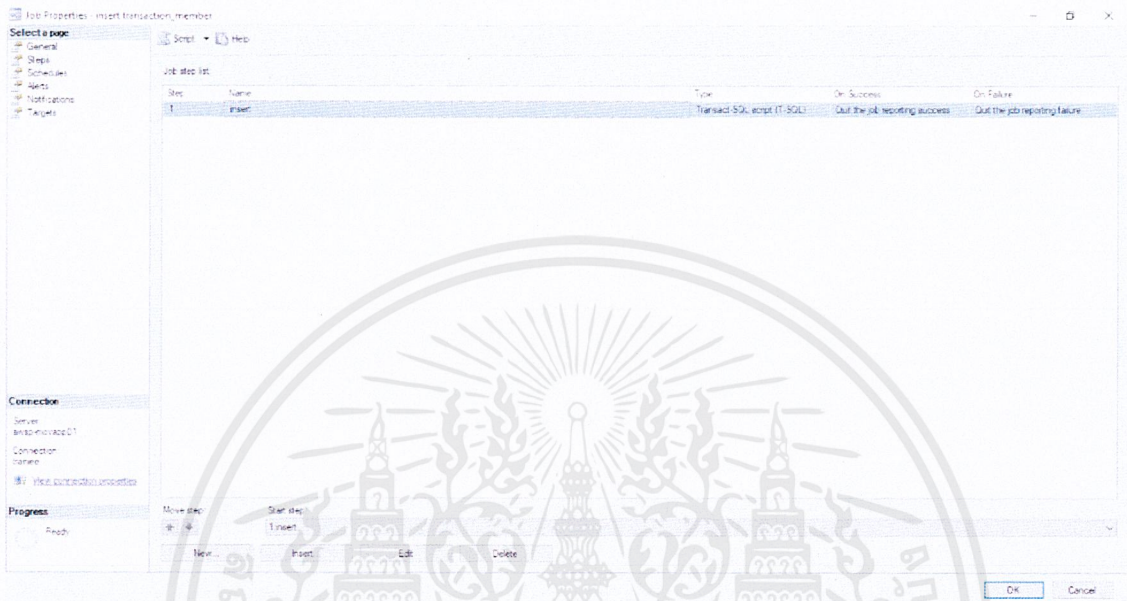 Job Properties - insert transaction_member
Select a page
General
Steps
Schedules
Alerts
Notifications
Targets
Script
Help
Job step list:
Step Name Type On Success On Failure
1 insert Transact-SQL script (T-SQL) Quit the job reporting success Quit the job reporting failure
Connection
Server:
Connection:
View connection properties
Progress
Ready
Move step:
Start step:
1:insert
New... Insert... Edit Delete
OK Cancel